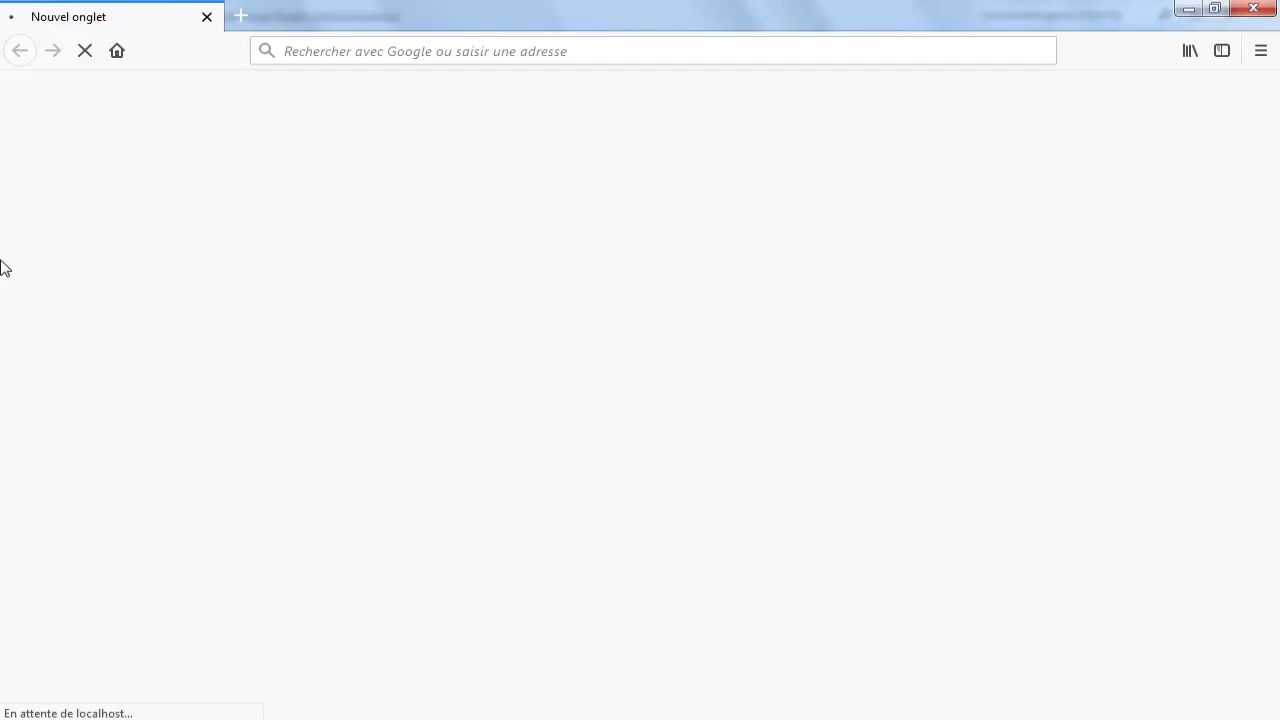 Nouvel onglet
Rechercher avec Google ou saisir une adresse
En attente de localhost...